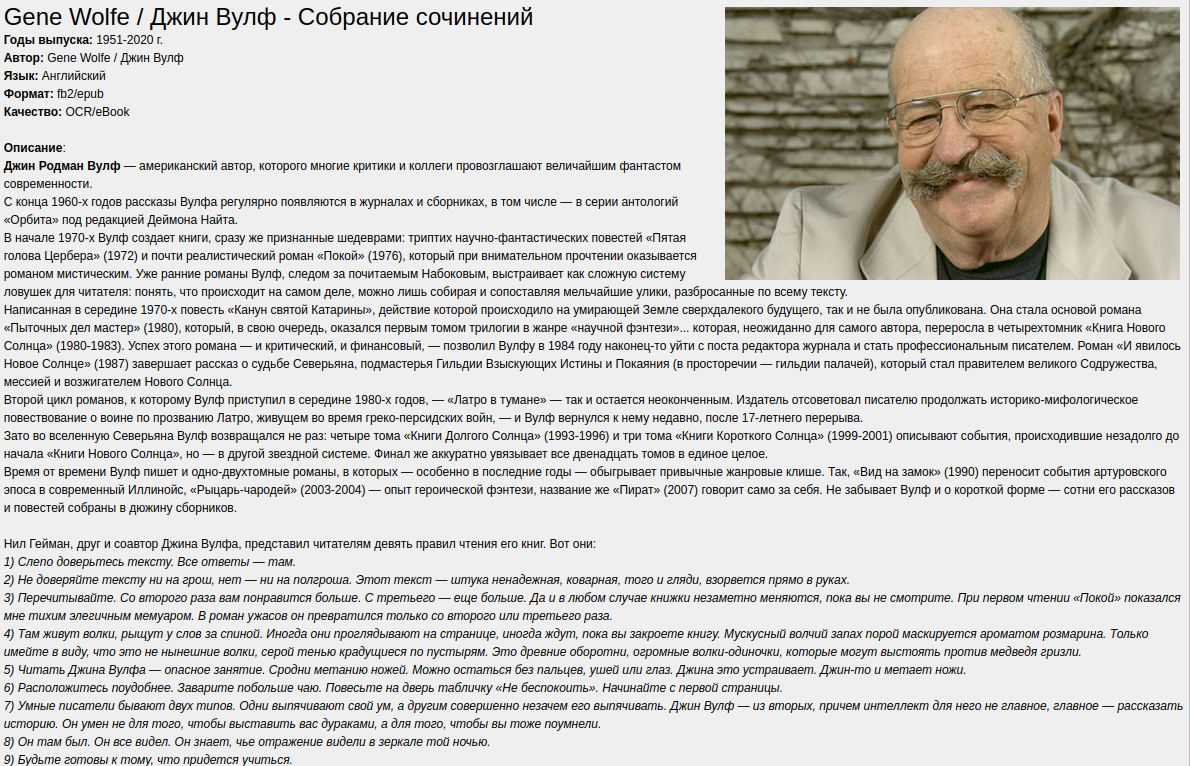 Gene Wolfe / Джин Вулф - Собрание сочинений
Годы выпуска: 1951-2020 г.
Автор: Gene Wolfe / Джин Вулф
Язык: Английский
Формат: fb2/epub
Качество: OCR/eBook
Описание:
Джин Родман Вулф — американский автор, которого многие критики и коллеги провозглашают величайшим фантастом
современности.
С конца 1960-х годов рассказы Вулфа регулярно появляются в журналах и сборниках, в том числе — в серии антологий
«Орбита» под редакцией Деймона Найта.
В начале 1970-х Вулф создает книги, сразу же признанные шедеврами: триптих научно-фантастических повестей «Пятая
голова Цербера» (1972) и почти реалистический роман «Покой» (1976), который при внимательном прочтении оказывается
романом мистическим. Уже ранние романы Вулф, следом за почитаемым Набоковым, выстраивает как сложную систему
ловушек для читателя: понять, что происходит на самом деле, можно лишь собирая и сопоставляя мельчайшие улики, разбросанные по всему тексту.
Написанная в середине 1970-х повесть «Канун святой Катарины», действие которой происходило на умирающей Земле сверхдалекого будущего, так и не была опубликована. Она стала основой романа
«Пыточных дел мастер» (1980), который, в свою очередь, оказался первым томом трилогии в жанре «научной фэнтези»... которая, неожиданно для самого автора, переросла в четырехтомник «Книга Нового
Солнца» (1980-1983). Успех этого романа — и критический, и финансовый, — позволил Вулфу в 1984 году наконец-то уйти с поста редактора журнала и стать профессиональным писателем. Роман «И явилось
Новое Солнце» (1987) завершает рассказ о судьбе Северьяна, подмастерья Гильдии Взыскующих Истины и Покаяния (в просторечии — гильдии палачей), который стал правителем великого Содружества,
мессией и возжигателем Нового Солнца.
Второй цикл романов, к которому Вулф приступил в середине 1980-х годов, — «Латро в тумане» — так и остается неоконченным. Издатель отсоветовал писателю продолжать историко-мифологическое
повествование о воине по прозванию Латро, живущем во время греко-персидских войн, — и Вулф вернулся к нему недавно, после 17-летнего перерыва.
Зато во вселенную Северьяна Вулф возвращался не раз: четыре тома «Книги Долгого Солнца» (1993-1996) и три тома «Книги Короткого Солнца» (1999-2001) описывают события, происходившие незадолго до
начала «Книги Нового Солнца», но — в другой звездной системе. Финал же аккуратно увязывает все двенадцать томов в единое целое.
Время от времени Вулф пишет и одно-двухтомные романы, в которых — особенно в последние годы — обыгрывает привычные жанровые клише. Так, «Вид на замок» (1990) переносит события артуровского
эпоса в современный Иллинойс, «Рыцарь-чародей» (2003-2004) — опыт героической фэнтези, название же «Пират» (2007) говорит само за себя. Не забывает Вулф и о короткой форме — сотни его рассказов
и повестей собраны в дюжину сборников.
Нил Гейман, друг и соавтор Джина Вулфа, представил читателям девять правил чтения его книг. Вот они:
1) Слепо доверьтесь тексту. Все ответы — там.
2) Не доверяйте тексту ни на грош, нет — ни на полгроша. Этот текст — штука ненадежная, коварная, того и гляди, взорвется прямо в руках.
3) Перечитывайте. Со второго раза вам понравится больше. С третьего — еще больше. Да и в любом случае книжки незаметно меняются, пока вы не смотрите. При первом чтении «Покой» показался
мне тихим элегичным мемуаром. В роман ужасов он превратился только со второго или третьего раза.
4) Там живут волки, рыщут у слов за спиной. Иногда они проглядывают на странице, иногда ждут, пока вы закроете книгу. Мускусный волчий запах порой маскируется ароматом розмарина. Только
имейте в виду, что это не нынешние волки, серой тенью крадущиеся по пустырям. Это древние оборотни, огромные волки-одиночки, которые могут выстоять против медведя гризли.
5) Читать Джина Вулфа — опасное занятие. Сродни метанию ножей. Можно остаться без пальцев, ушей или глаз. Джина это устраивает. Джин-то и метает ножи.
6) Расположитесь поудобнее. Заварите побольше чаю. Повесьте на дверь табличку «Не беспокоить». Начинайте с первой страницы.
7) Умные писатели бывают двух типов. Одни выпячивают свой ум, а другим совершенно незачем его выпячивать. Джин Вулф — из вторых, причем интеллект для него не главное, главное — рассказать
историю. Он умен не для того, чтобы выставить вас дураками, а для того, чтобы вы тоже поумнели.
8) Он там был. Он все видел. Он знает, чье отражение видели в зеркале той ночью.
9) Будьте готовы к тому, что придется учиться.